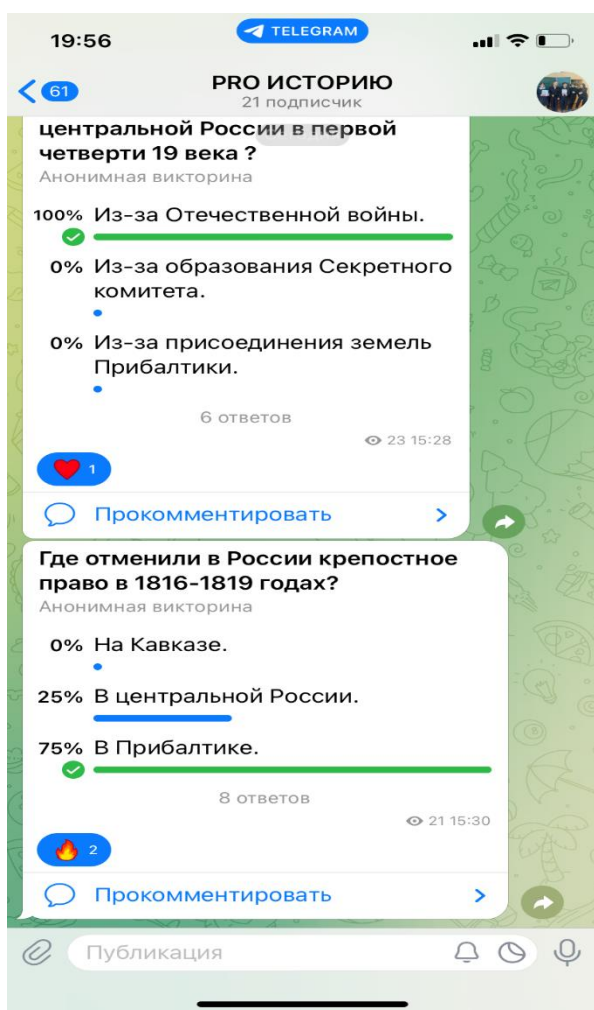 19:56
TELEGRAM
61
PRO ИСТОРИЮ
21 подписчик
центральной России в первой
четверти 19 века ?
Анонимная викторина
100% Из-за Отечественной войны.
0% Из-за образования Секретного
комитета.
0% Из-за присоединения земель
Прибалтики.
6 ответов
23 15:28
1
Прокомментировать
Где отменили в России крепостное
право в 1816-1819 годах?
Анонимная викторина
0% На Кавказе.
25% В центральной России.
75% В Прибалтике.
8 ответов
21 15:30
2
Прокомментировать
Публикация